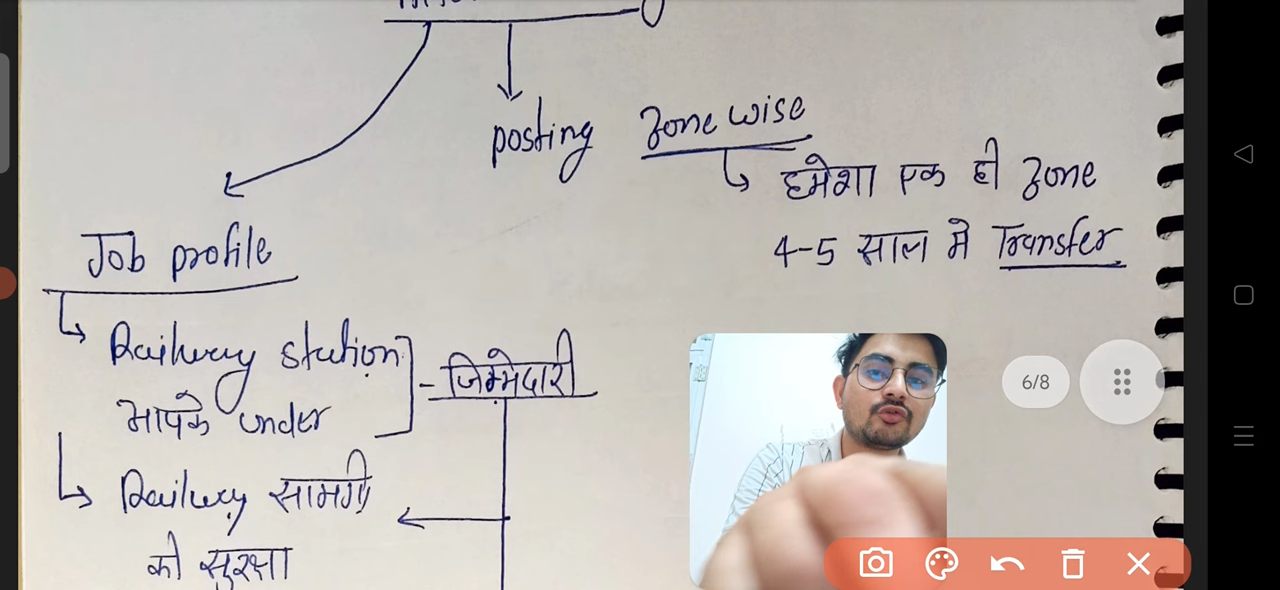 posting zone wise
हमेशा एक ही zone
4-5 साल मे Transfer
Job profile
Railway station
आपके under
- जिम्मेदारी
Railway सामग्री
की सुरक्षा
6/8